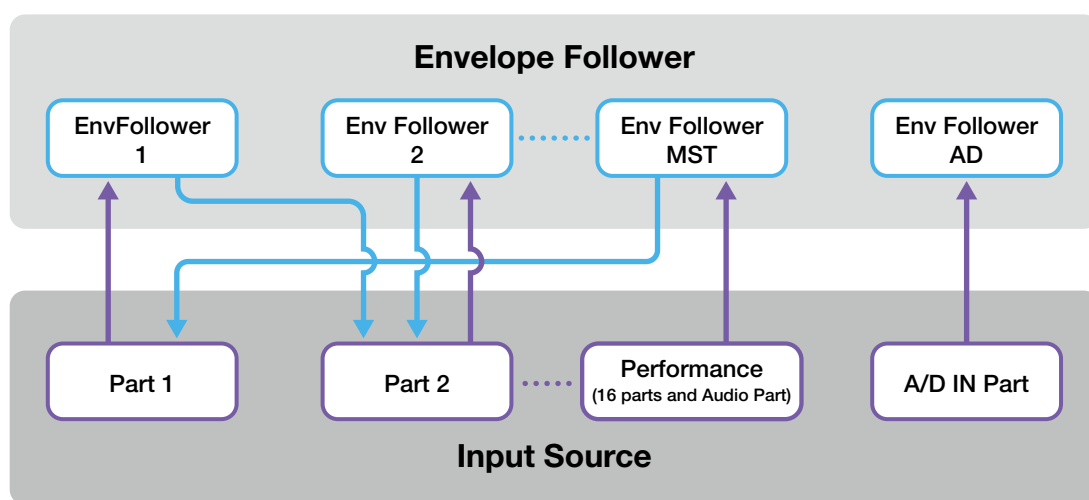 Envelope Follower
EnvFollower
1
Env Follower
2
Env Follower
MST
Env Follower
AD
Part 1
Part 2
Performance
(16 parts and Audio Part)
A/D IN Part
Input Source